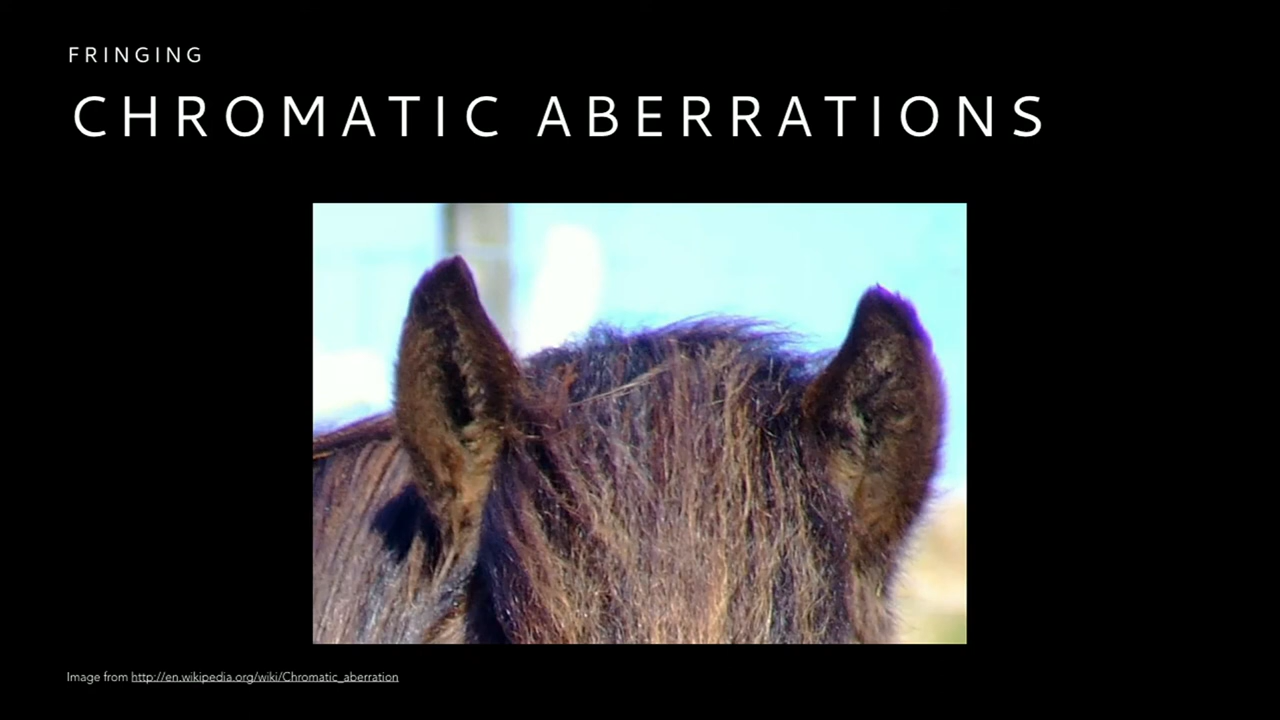 FRINGING
CHROMATIC ABERRATIONS
Image from http://en.wikipedia.org/wiki/Chromatic_aberration